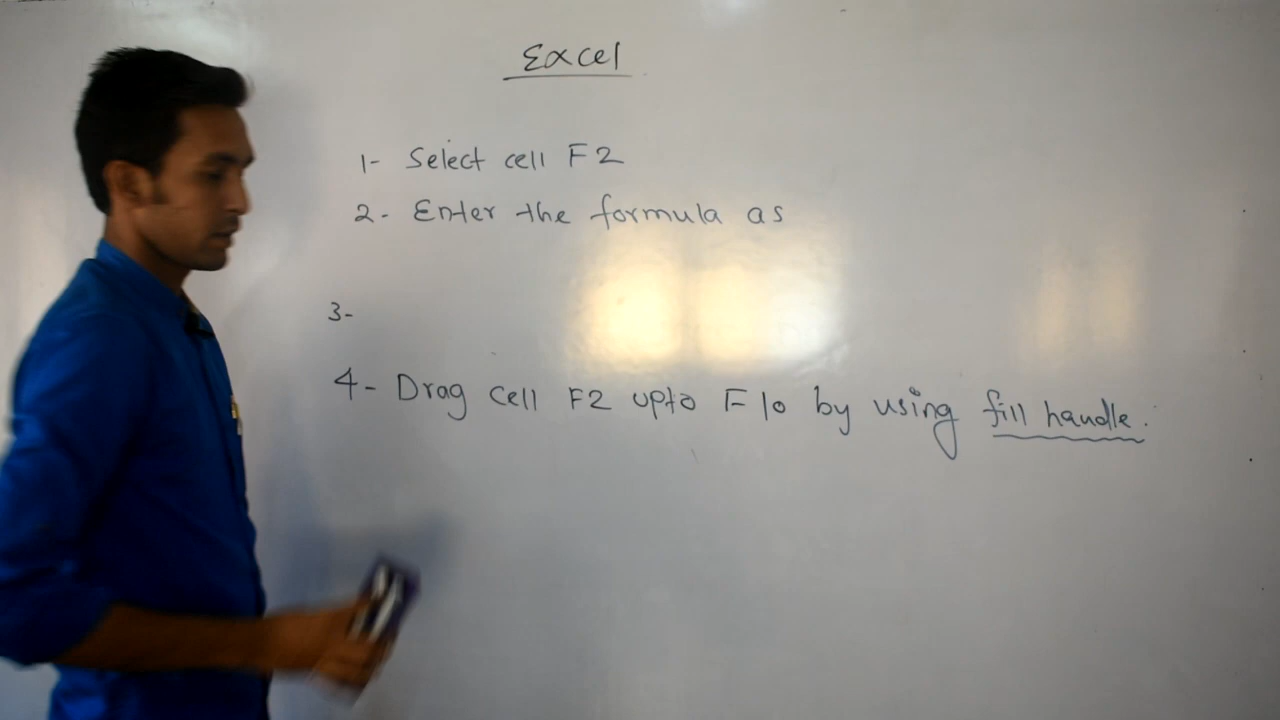 Excel
1- Select cell F2
2- Enter the formula as
3-
4- Drag cell F2 upto F10 by using fill handle.